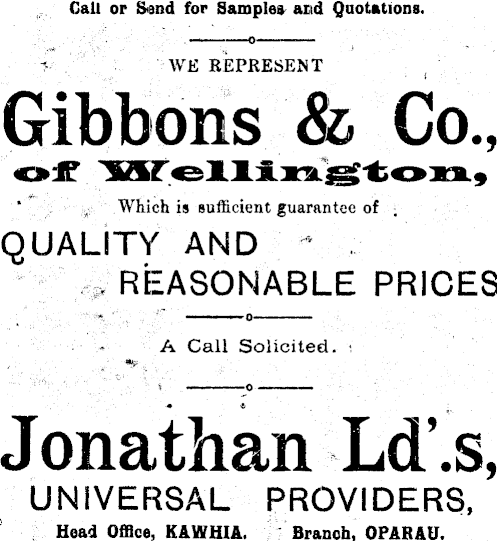 Call or Send for Samples and Quotations.
WE REPRESENT
Gibbons & Co.,
of Wellington,
Which is sufficient guarantee of
QUALITY AND
REASONABLE PRICES
A Call Solicited.
Jonathan Ld'.s,
UNIVERSAL PROVIDERS,
Head Office, KAWHIA. Branch, OPARAU.